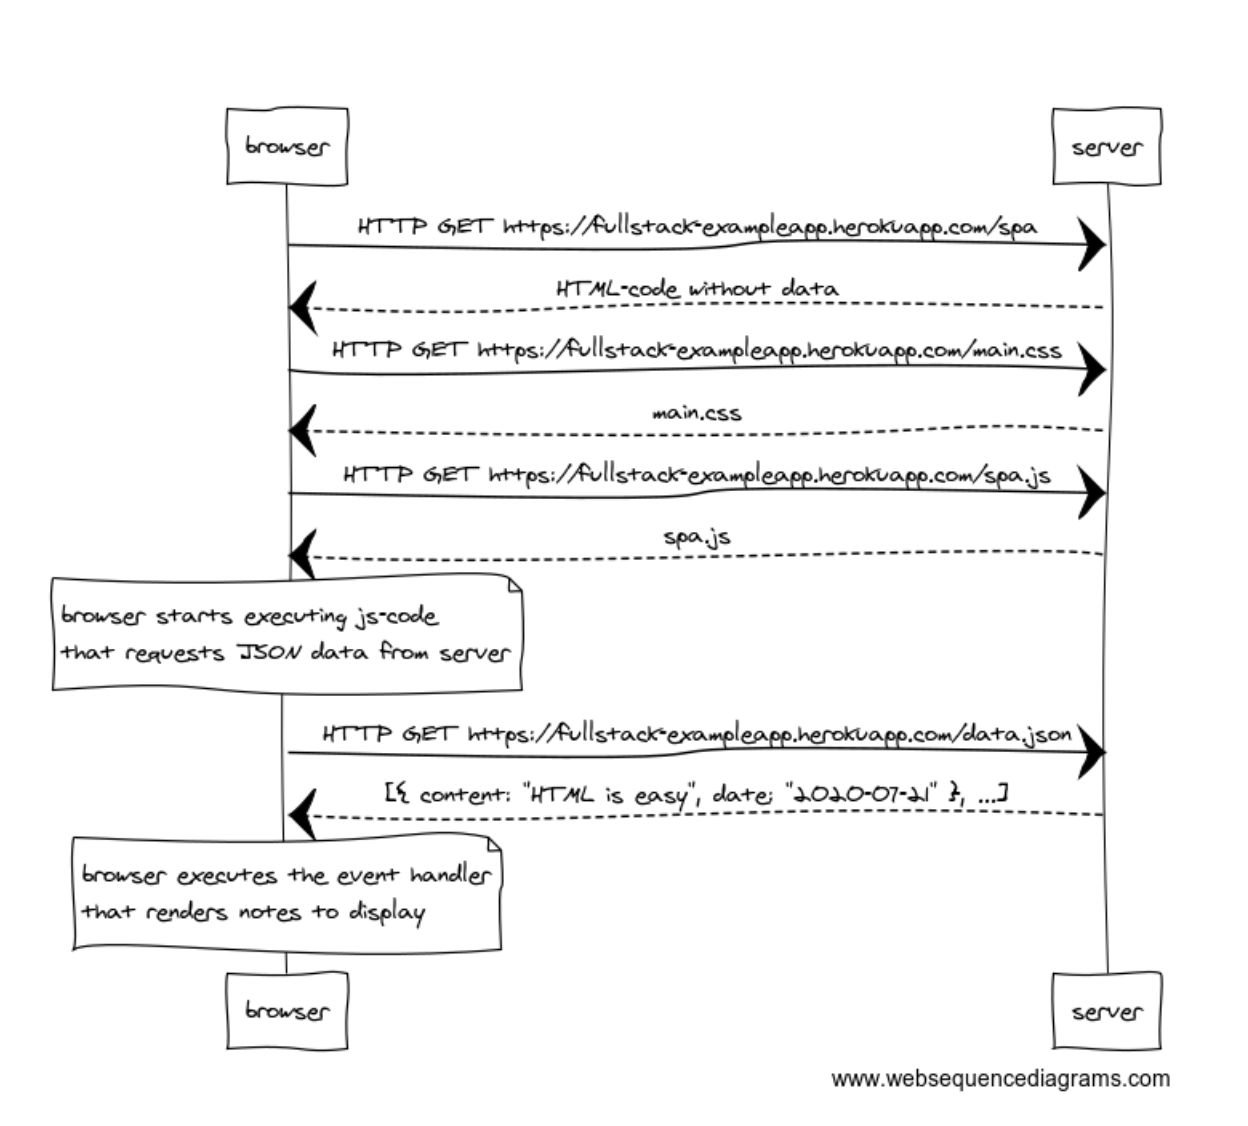 browser
server
HTTP GET https://fullstack-exampleapp.herokuapp.com/spa
HTML-code without data
HTTP GET https://fullstack-exampleapp.herokuapp.com/main.css
main.css
HTTP GET https://fullstack-exampleapp.herokuapp.com/spa.js
spa.js
browser starts executing js-code
that requests JSON data from server
HTTP GET https://fullstack-exampleapp.herokuapp.com/data.json
[{ content: "HTML is easy", date: "2020-07-21" }, ...]
browser executes the event handler
that renders notes to display
browser
server
www.websequencediagrams.com